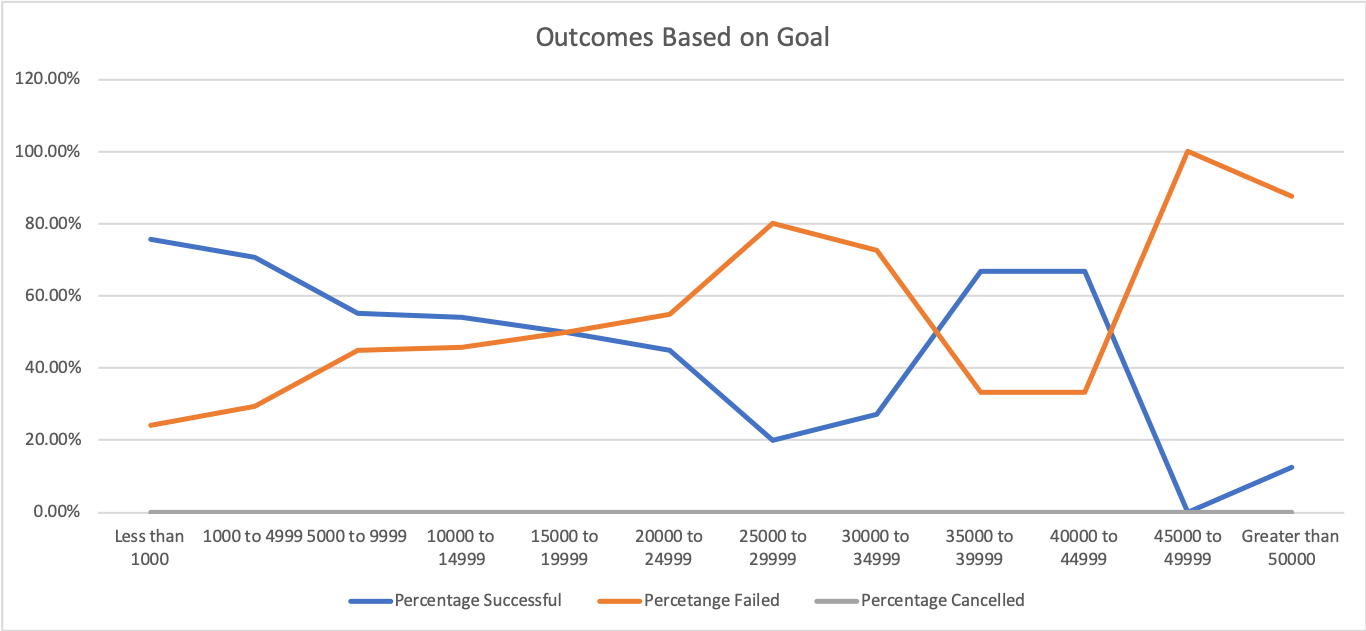 Outcomes Based on Goal
120.00%
100.00%
80.00%
60.00%
40.00%
20.00%
0.00%
Less than
1000
1000 to 4999
5000 to 9999
10000 to
14999
15000 to
19999
20000 to
24999
25000 to
29999
30000 to
34999
35000 to
39999
40000 to
44999
45000 to
49999
Greater than
50000
Percentage Successful
Percetange Failed
Percentage Cancelled